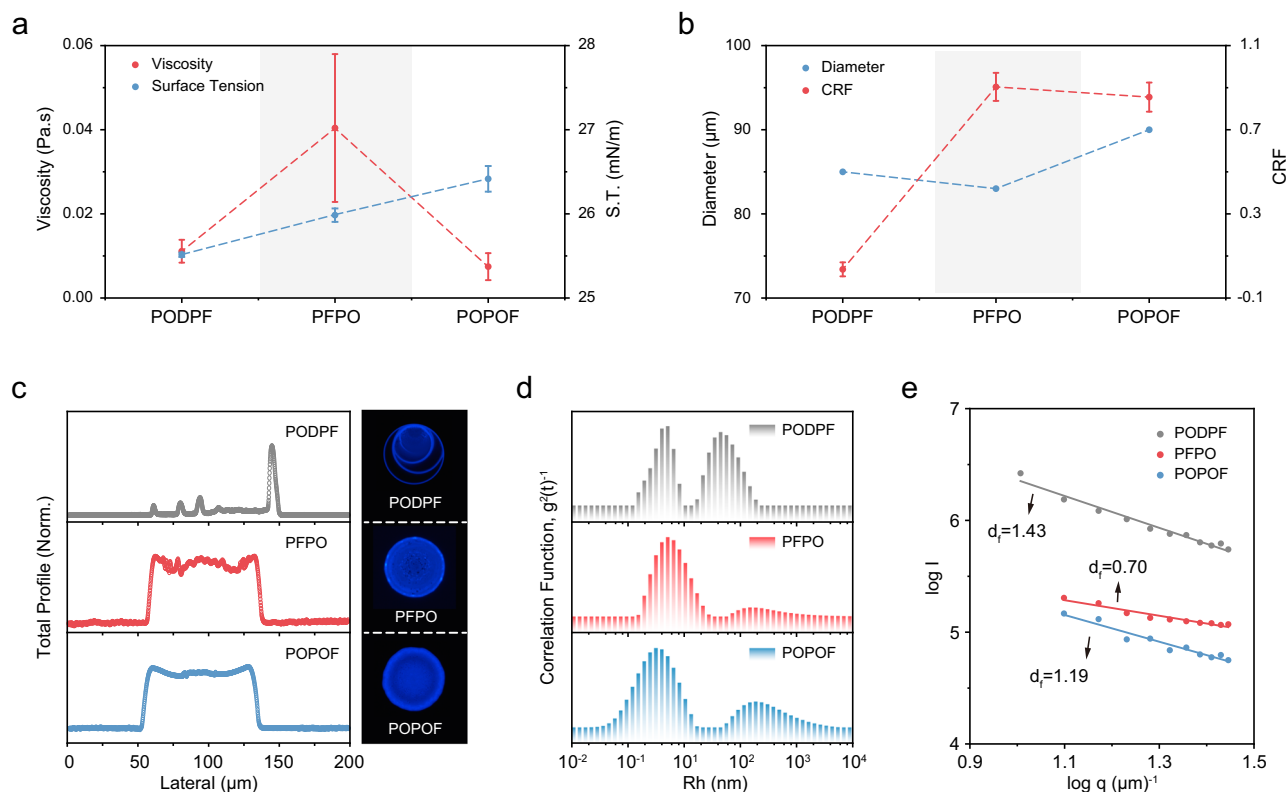 a
0.06
0.04
0.02
0.00
Viscosity (Pa.s)
Viscosity
Surface Tension
28
27
26
25
S.T. (mN/m)
PODPF
PFPO
POPOF
b
100
90
80
70
Diameter (µm)
Diameter
CRF
1.1
0.7
0.3
-0.1
CRF
PODPF
PFPO
POPOF
c
Total Profile (Norm.)
PODPF
PFPO
POPOF
0
50
100
150
200
Lateral (µm)
PODPF
PFPO
POPOF
d
Correlation Function, g²(t)⁻¹
PODPF
PFPO
POPOF
10⁻²
10⁻¹
10¹
10²
10³
10⁴
Rh (nm)
e
7
6
5
4
log I
PODPF
PFPO
POPOF
d_f=1.43
d_f=0.70
d_f=1.19
0.9
1.1
1.3
1.5
log q (µm)⁻¹